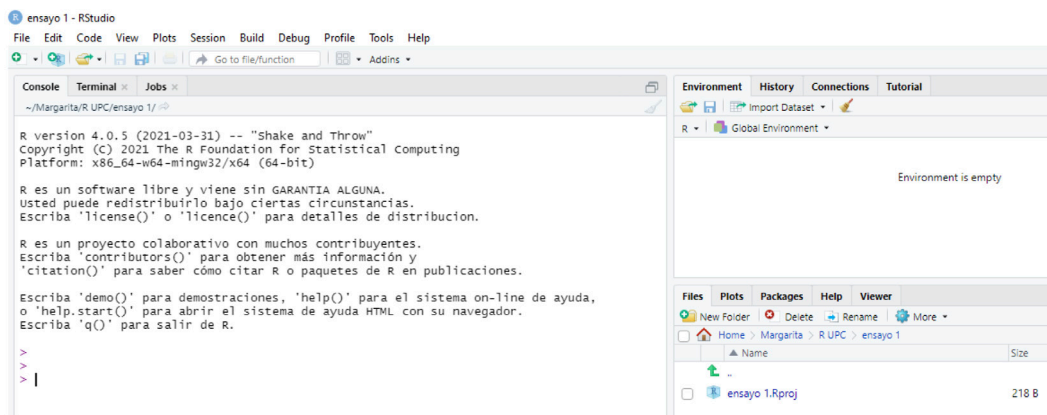 ensayo 1 - RStudio
File Edit Code View Plots Session Build Debug Profile Tools Help
Go to file/function Addins
Console Terminal Jobs
~/Margarita/R UPC/ensayo 1/
R version 4.0.5 (2021-03-31) -- "Shake and Throw"
Copyright (C) 2021 The R Foundation for Statistical Computing
Platform: x86_64-w64-mingw32/x64 (64-bit)
R es un software libre y viene sin GARANTIA ALGUNA.
Usted puede redistribuirlo bajo ciertas circunstancias.
Escriba 'license()' o 'licence()' para detalles de distribucion.
R es un proyecto colaborativo con muchos contribuyentes.
Escriba 'contributors()' para obtener más información y
'citation()' para saber cómo citar R o paquetes de R en publicaciones.
Escriba 'demo()' para demostraciones, 'help()' para el sistema on-line de ayuda,
o 'help.start()' para abrir el sistema de ayuda HTML con su navegador.
Escriba 'q()' para salir de R.
>
>
>
Environment History Connections Tutorial
Import Dataset
R Global Environment
Environment is empty
Files Plots Packages Help Viewer
New Folder Delete Rename More
Home > Margarita > R UPC > ensayo 1
Name Size
..
ensayo 1.Rproj 218 B